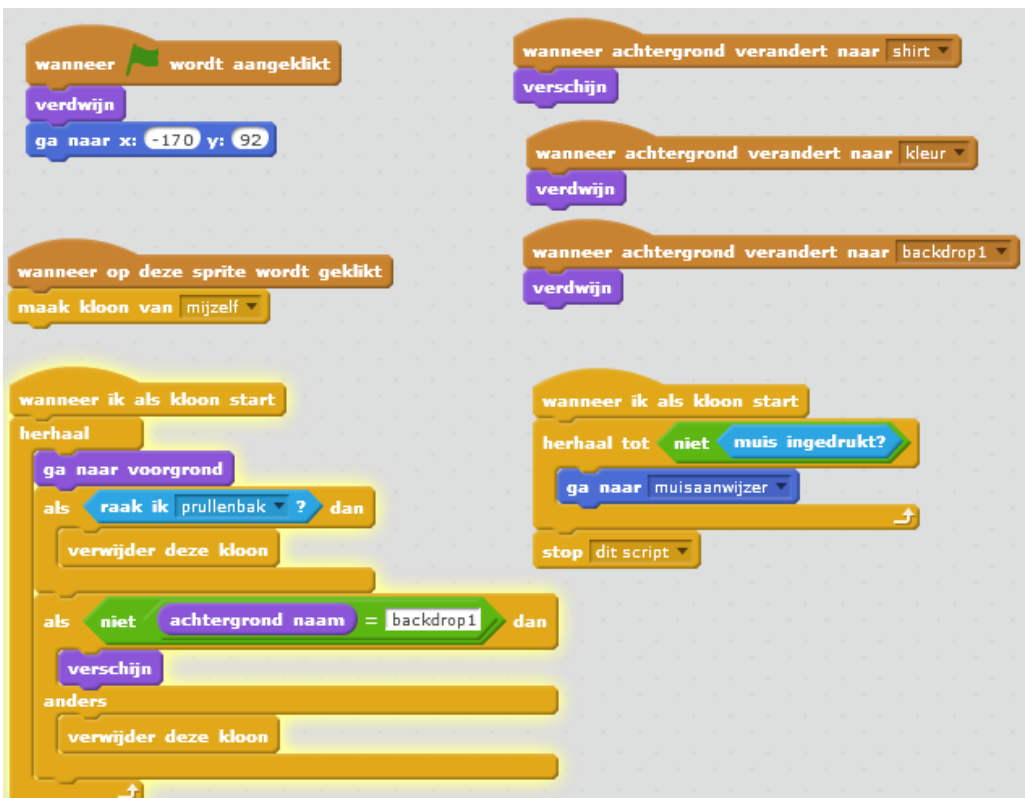 wanneer wordt aangeklikt
verdwijn
ga naar x: -170 y: 92
wanneer op deze sprite wordt geklikt
maak kloon van mijzelf
wanneer ik als kloon start
herhaal
ga naar voorgrond
als raak ik prullenbak ? dan
verwijder deze kloon
als niet achtergrond naam = backdrop1 dan
verschijn
anders
verwijder deze kloon
wanneer achtergrond verandert naar shirt
verschijn
wanneer achtergrond verandert naar kleur
verdwijn
wanneer achtergrond verandert naar backdrop1
verdwijn
wanneer ik als kloon start
herhaal tot niet muis ingedrukt?
ga naar muisaanwijzer
stop dit script